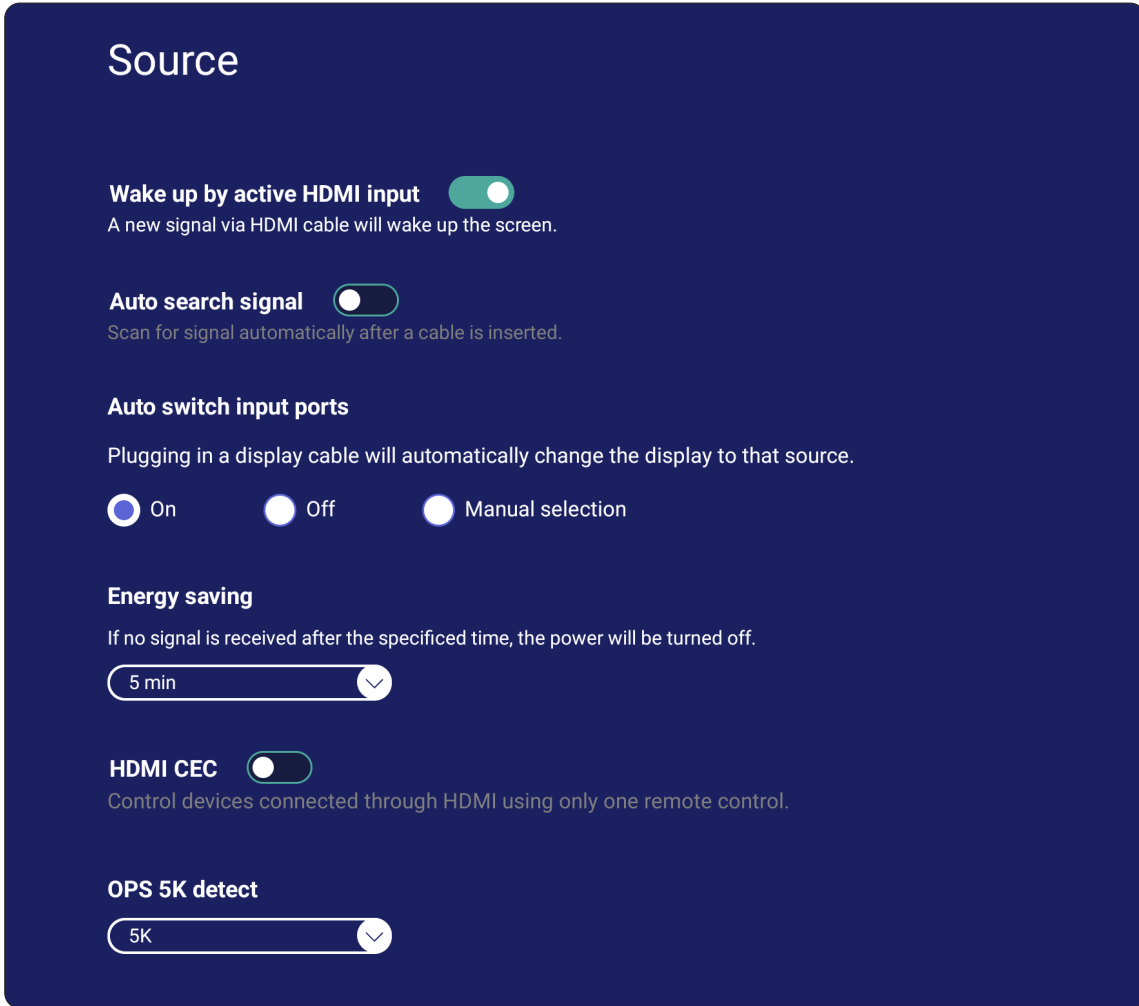 Source
Wake up by active HDMI input
A new signal via HDMI cable will wake up the screen.
Auto search signal
Scan for signal automatically after a cable is inserted.
Auto switch input ports
Plugging in a display cable will automatically change the display to that source.
On Off Manual selection
Energy saving
If no signal is received after the specificed time, the power will be turned off.
5 min
HDMI CEC
Control devices connected through HDMI using only one remote control.
OPS 5K detect
5K